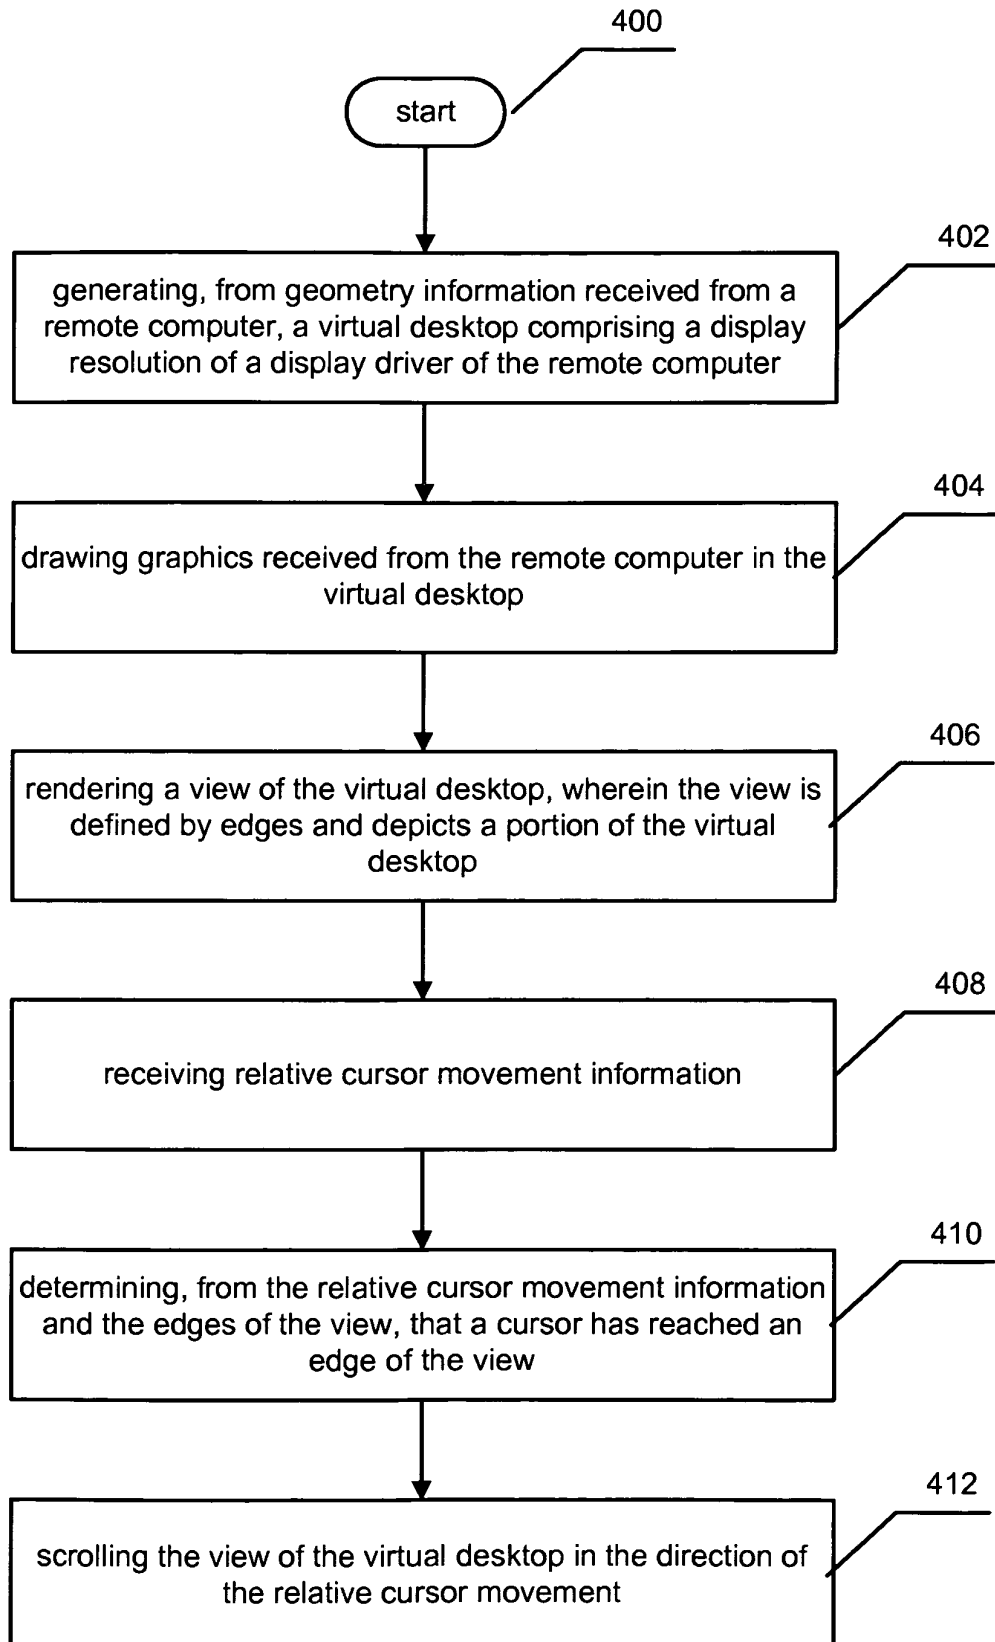 400
start
402
generating, from geometry information received from a
remote computer, a virtual desktop comprising a display
resolution of a display driver of the remote computer
404
drawing graphics received from the remote computer in the
virtual desktop
406
rendering a view of the virtual desktop, wherein the view is
defined by edges and depicts a portion of the virtual
desktop
408
receiving relative cursor movement information
410
determining, from the relative cursor movement information
and the edges of the view, that a cursor has reached an
edge of the view
412
scrolling the view of the virtual desktop in the direction of
the relative cursor movement